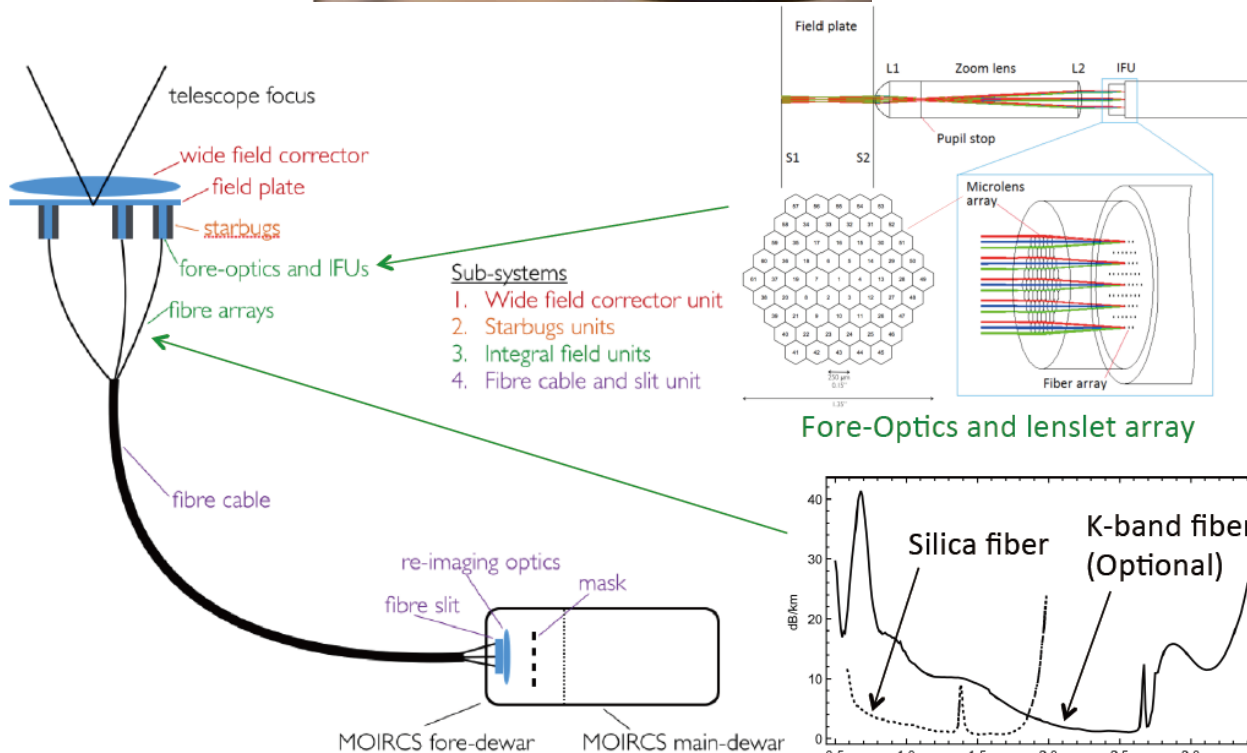 telescope focus
wide field corrector
field plate
starbugs
fore-optics and IFUs
fibre arrays
Sub-systems
1. Wide field corrector unit
2. Starbugs units
3. Integral field units
4. Fibre cable and slit unit
fibre cable
re-imaging optics
mask
fibre slit
MOIRCS fore-dewar
MOIRCS main-dewar
Field plate
L1
Zoom lens
L2
IFU
Pupil stop
S1
S2
Microlens
array
Fiber array
250 µm
0.15"
1.35"
Fore-Optics and lenslet array
40
30
20
10
0
dB/km
Silica fiber
K-band fiber
(Optional)